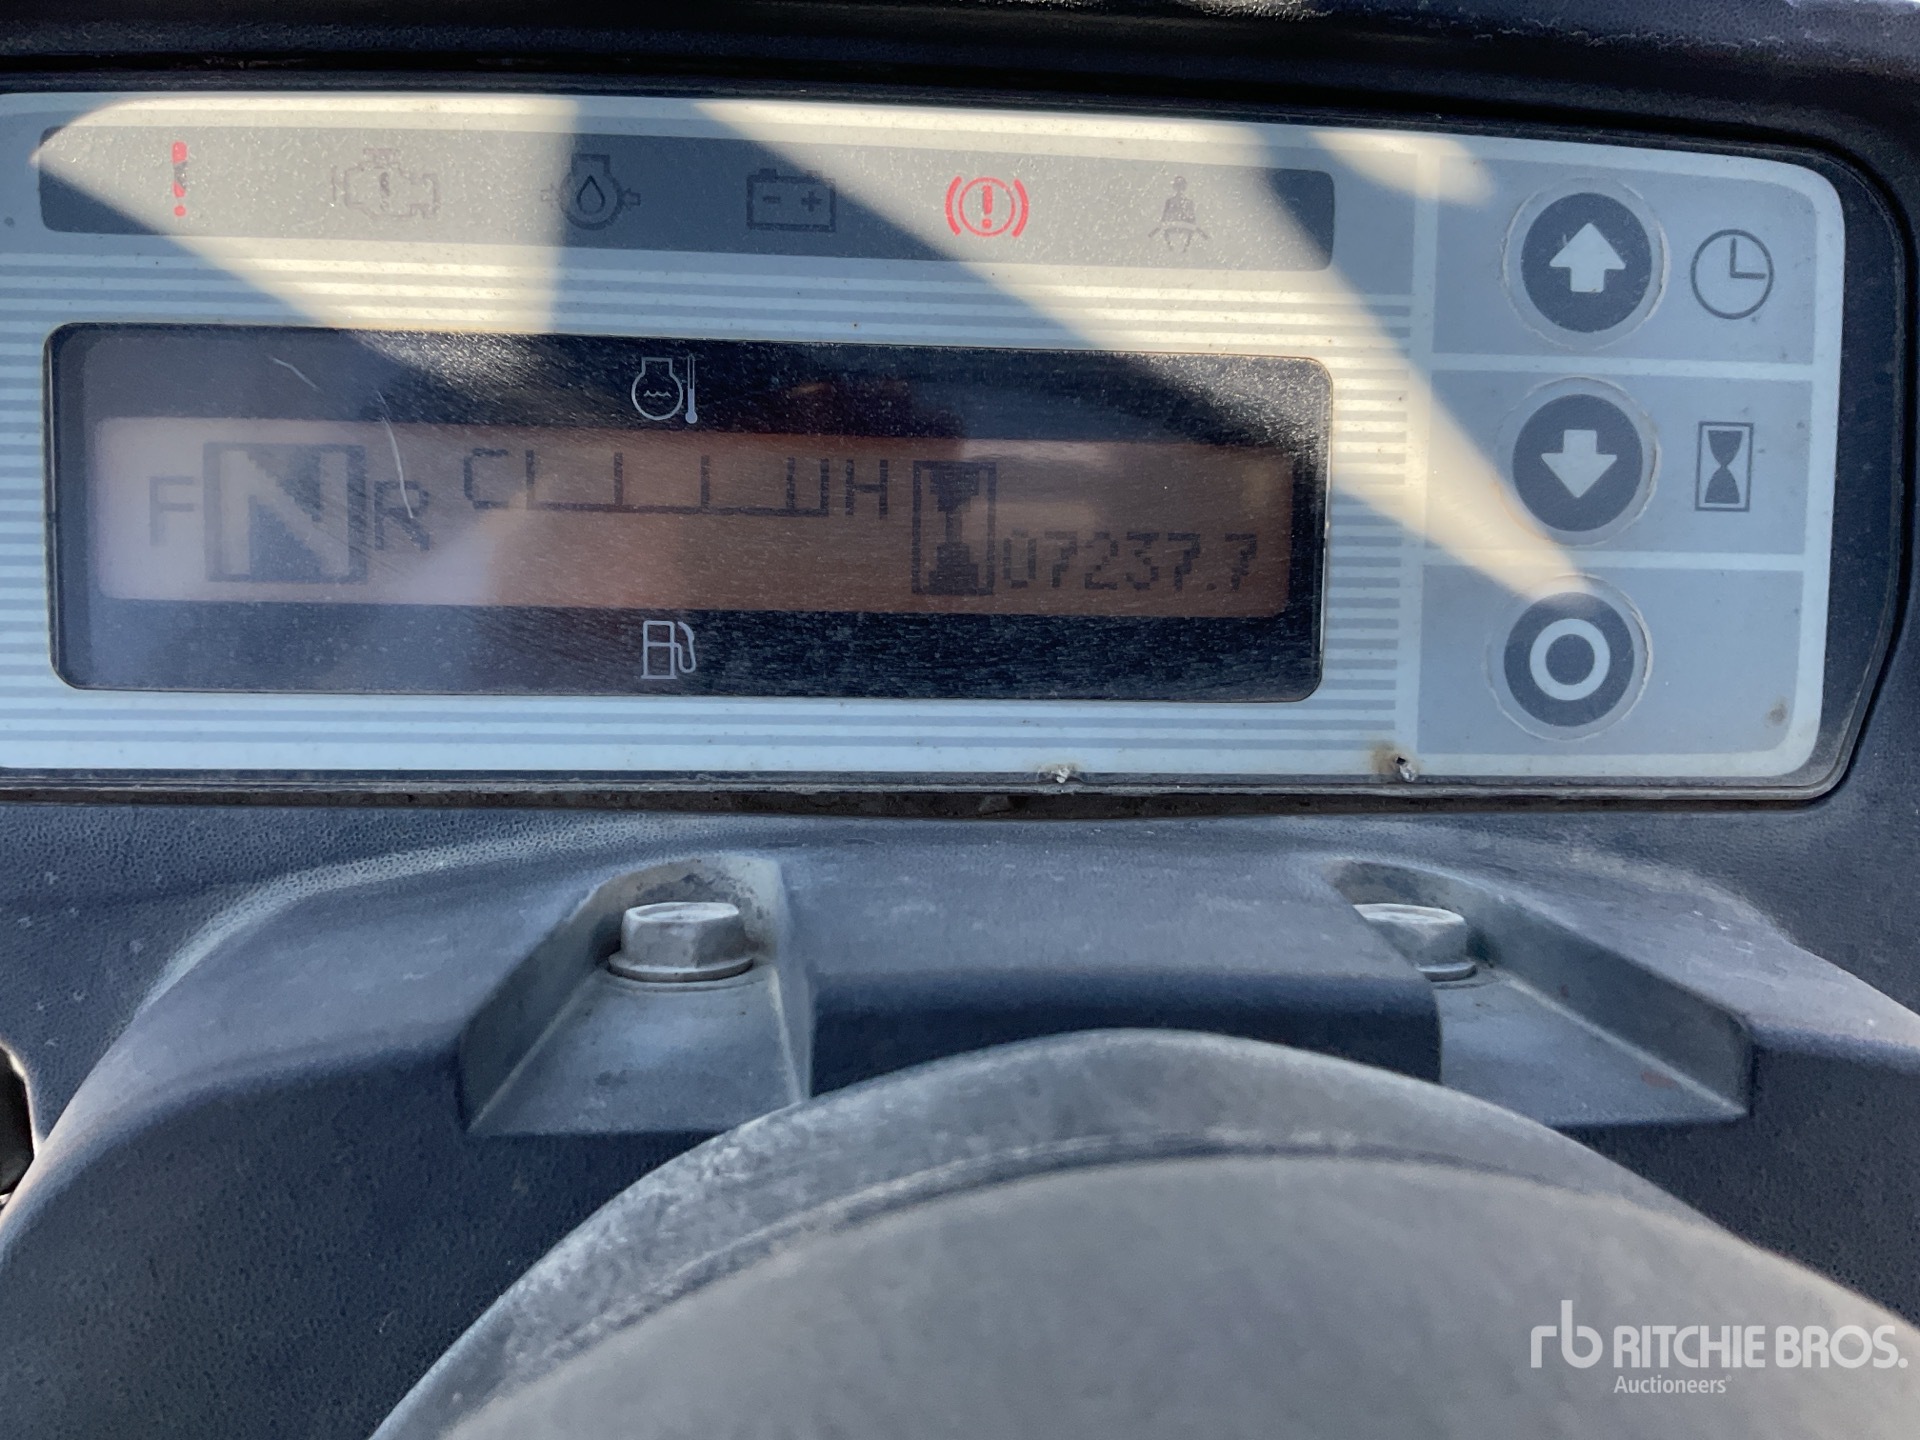 F N R C H 07237.7
rb RITCHIE BROS.
Auctioneers